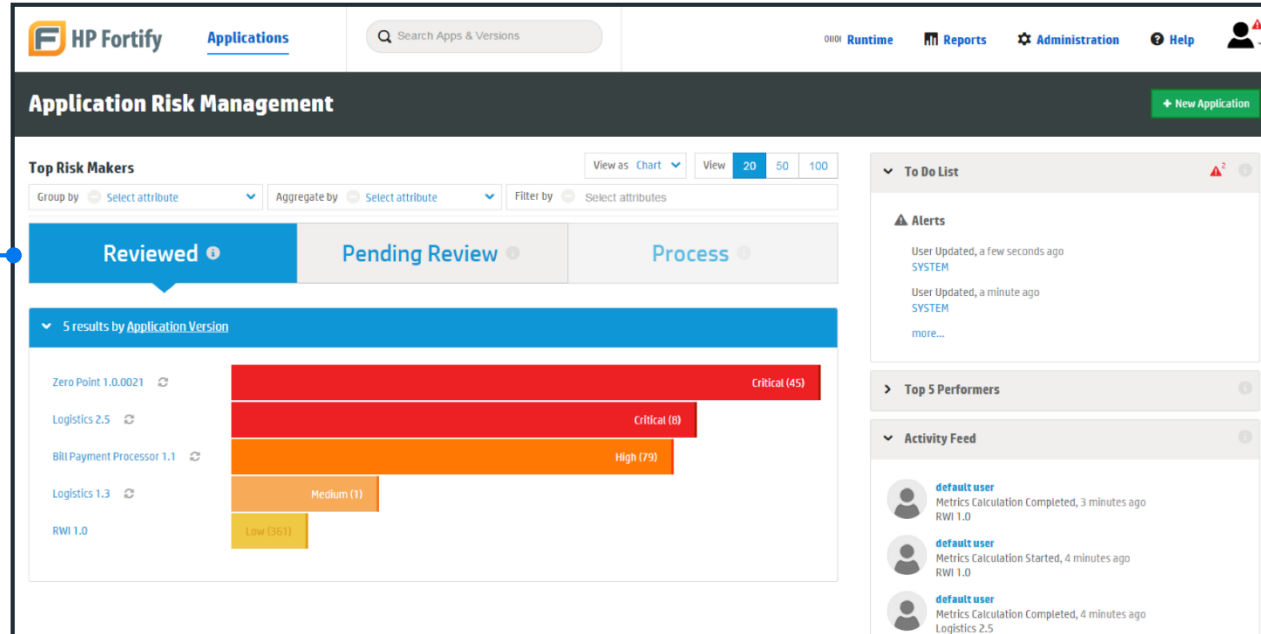 HP Fortify
Applications
Search Apps & Versions
Runtime
Reports
Administration
Help
Application Risk Management
+ New Application
Top Risk Makers
View as Chart
View 20 50 100
Group by Select attribute
Aggregate by Select attribute
Filter by Select attributes
Reviewed
Pending Review
Process
5 results by Application Version
Zero Point 1.0.0021
Critical (45)
Logistics 2.5
Critical (8)
Bill Payment Processor 1.1
High (79)
Logistics 1.3
Medium (1)
RWI 1.0
Low (361)
To Do List
2
Alerts
User Updated, a few seconds ago
SYSTEM
User Updated, a minute ago
SYSTEM
more...
Top 5 Performers
Activity Feed
default user
Metrics Calculation Completed, 3 minutes ago
RWI 1.0
default user
Metrics Calculation Started, 4 minutes ago
RWI 1.0
default user
Metrics Calculation Completed, 4 minutes ago
Logistics 2.5